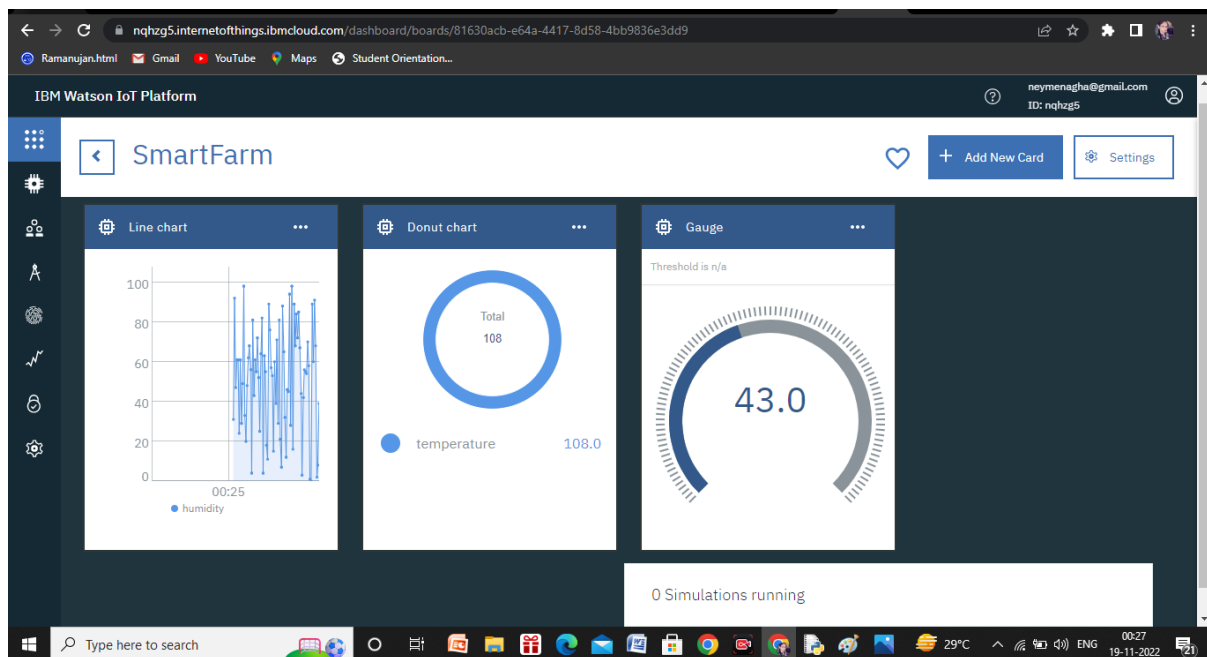 nqhzg5.internetofthings.ibmcloud.com/dashboard/boards/81630acb-e64a-4417-8d58-4bb9836e3dd9
Ramanujan.html Gmail YouTube Maps Student Orientation...
IBM Watson IoT Platform
neymenagha@gmail.com
ID: nqhzg5
SmartFarm
+ Add New Card
Settings
Line chart
100
80
60
40
20
0
00:25
humidity
Donut chart
Total
108
temperature 108.0
Gauge
Threshold is n/a
43.0
0 Simulations running
Type here to search
29°C
ENG
00:27
19-11-2022
21